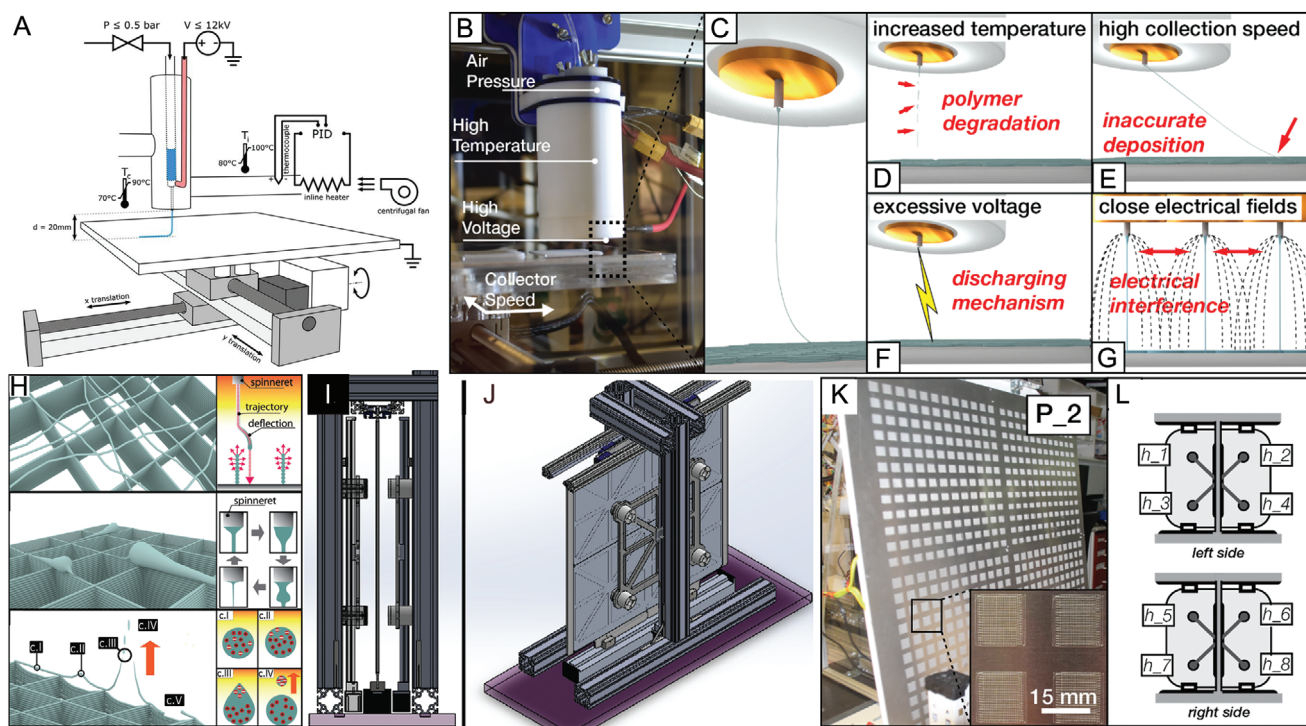 A
P ≤ 0.5 bar
V ≤ 12kV
PID
thermocouple
T_i
100°C
80°C
+
-
inline heater
centrifugal fan
T_c
90°C
70°C
d = 20mm
x translation
y translation
B
Air
Pressure
High
Temperature
High
Voltage
Collector
Speed
C
increased temperature
polymer
degradation
D
high collection speed
inaccurate
deposition
E
excessive voltage
discharging
mechanism
F
close electrical fields
electrical
interference
G
H
spinneret
trajectory
deflection
spinneret
c.I
c.II
c.III
c.IV
c.V
c.I
c.II
c.III
c.IV
I
J
K
P_2
15 mm
L
h_1
h_2
h_3
h_4
left side
h_5
h_6
h_7
h_8
right side